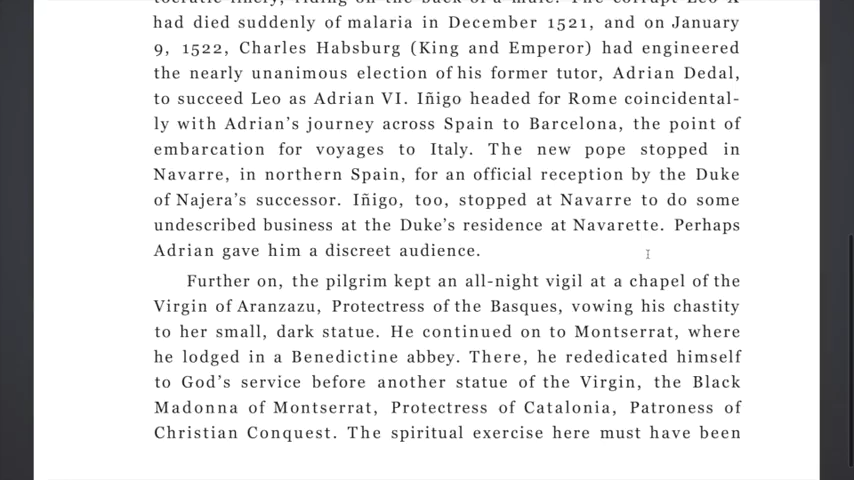 had died suddenly of malaria in December 1521, and on January
9, 1522, Charles Habsburg (King and Emperor) had engineered
the nearly unanimous election of his former tutor, Adrian Dedal,
to succeed Leo as Adrian VI. Iñigo headed for Rome coincidental-
ly with Adrian's journey across Spain to Barcelona, the point of
embarcation for voyages to Italy. The new pope stopped in
Navarre, in northern Spain, for an official reception by the Duke
of Najera's successor. Iñigo, too, stopped at Navarre to do some
undescribed business at the Duke's residence at Navarette. Perhaps
Adrian gave him a discreet audience.
Further on, the pilgrim kept an all-night vigil at a chapel of the
Virgin of Aranzazu, Protectress of the Basques, vowing his chastity
to her small, dark statue. He continued on to Montserrat, where
he lodged in a Benedictine abbey. There, he rededicated himself
to God's service before another statue of the Virgin, the Black
Madonna of Montserrat, Protectress of Catalonia, Patroness of
Christian Conquest. The spiritual exercise here must have been